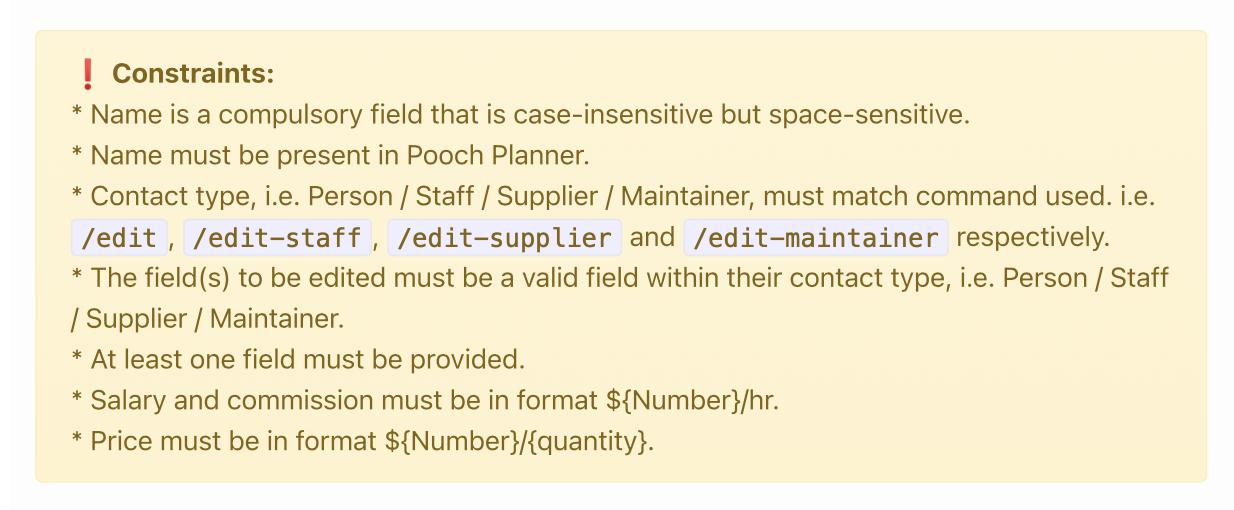 ❗ Constraints:
* Name is a compulsory field that is case-insensitive but space-sensitive.
* Name must be present in Pooch Planner.
* Contact type, i.e. Person / Staff / Supplier / Maintainer, must match command used. i.e.
/edit, /edit-staff, /edit-supplier and /edit-maintainer respectively.
* The field(s) to be edited must be a valid field within their contact type, i.e. Person / Staff
/ Supplier / Maintainer.
* At least one field must be provided.
* Salary and commission must be in format ${Number}/hr.
* Price must be in format ${Number}/{quantity}.